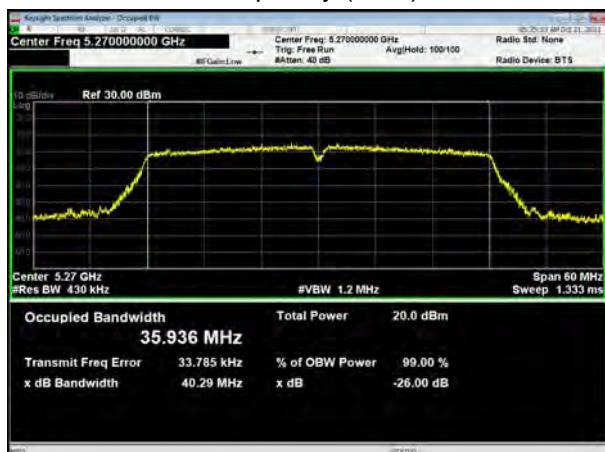 Keysight Spectrum Analyzer - Occupied BW
Center Freq 5.270000000 GHz
Center Freq: 5.270000000 GHz
Radio Std: None
Trig: Free Run
Avg|Hold: 100/100
#IFGain:Low
#Atten: 40 dB
Radio Device: BTS
10 dB/div
Ref 30.00 dBm
Log
Center 5.27 GHz
Span 60 MHz
#Res BW 430 kHz
#VBW 1.2 MHz
Sweep 1.333 ms
Occupied Bandwidth
Total Power
20.0 dBm
35.936 MHz
Transmit Freq Error
33.785 kHz
% of OBW Power
99.00 %
x dB Bandwidth
40.29 MHz
x dB
-26.00 dB